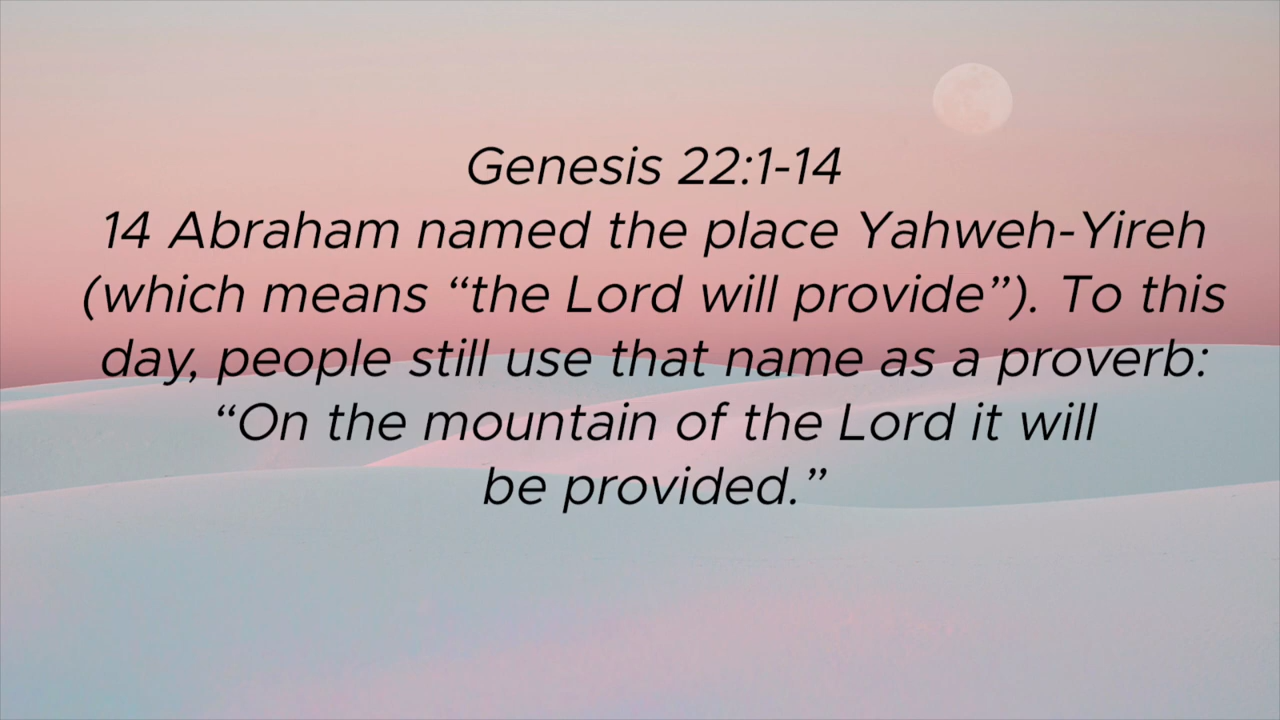 Genesis 22:1-14
14 Abraham named the place Yahweh-Yireh
(which means “the Lord will provide”). To this
day, people still use that name as a proverb:
“On the mountain of the Lord it will
be provided.”